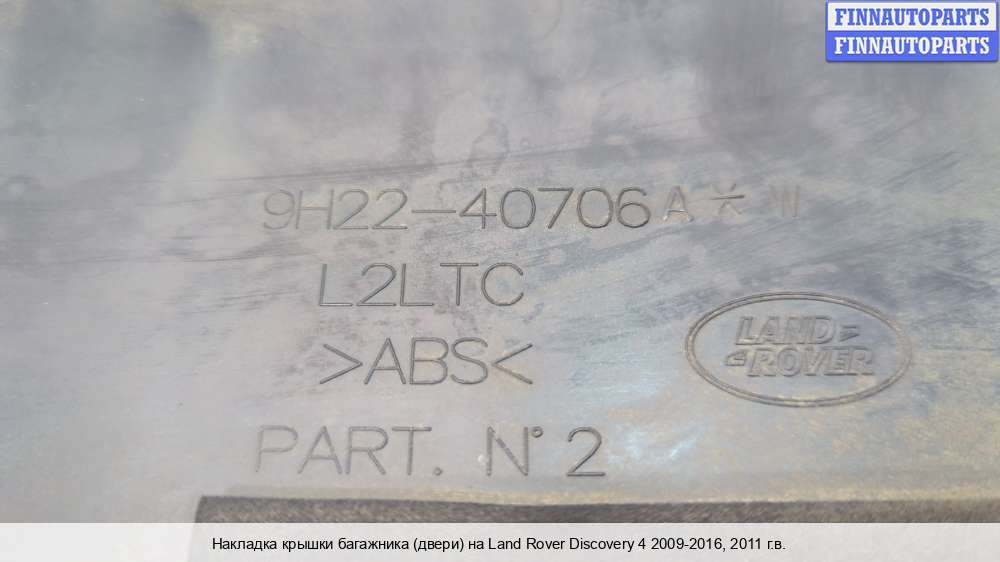 FINNAUTOPARTS
FINNAUTOPARTS
9H22-40706A*W
L2LTC
>ABS<
LAND
ROVER
PART. N° 2
Накладка крышки багажника (двери) на Land Rover Discovery 4 2009-2016, 2011 г.в.